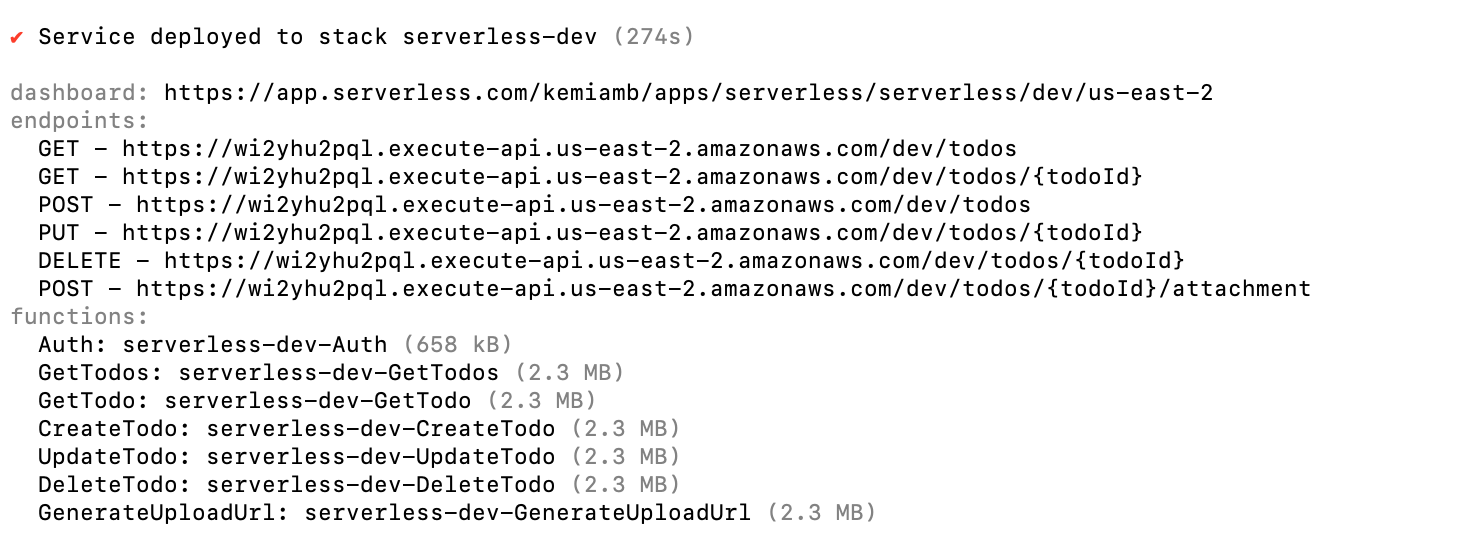 ✔ Service deployed to stack serverless-dev (274s)
dashboard: https://app.serverless.com/kemiamb/apps/serverless/serverless/dev/us-east-2
endpoints:
GET - https://wi2yhu2pql.execute-api.us-east-2.amazonaws.com/dev/todos
GET - https://wi2yhu2pql.execute-api.us-east-2.amazonaws.com/dev/todos/{todoId}
POST - https://wi2yhu2pql.execute-api.us-east-2.amazonaws.com/dev/todos
PUT - https://wi2yhu2pql.execute-api.us-east-2.amazonaws.com/dev/todos/{todoId}
DELETE - https://wi2yhu2pql.execute-api.us-east-2.amazonaws.com/dev/todos/{todoId}
POST - https://wi2yhu2pql.execute-api.us-east-2.amazonaws.com/dev/todos/{todoId}/attachment
functions:
Auth: serverless-dev-Auth (658 kB)
GetTodos: serverless-dev-GetTodos (2.3 MB)
GetTodo: serverless-dev-GetTodo (2.3 MB)
CreateTodo: serverless-dev-CreateTodo (2.3 MB)
UpdateTodo: serverless-dev-UpdateTodo (2.3 MB)
DeleteTodo: serverless-dev-DeleteTodo (2.3 MB)
GenerateUploadUrl: serverless-dev-GenerateUploadUrl (2.3 MB)